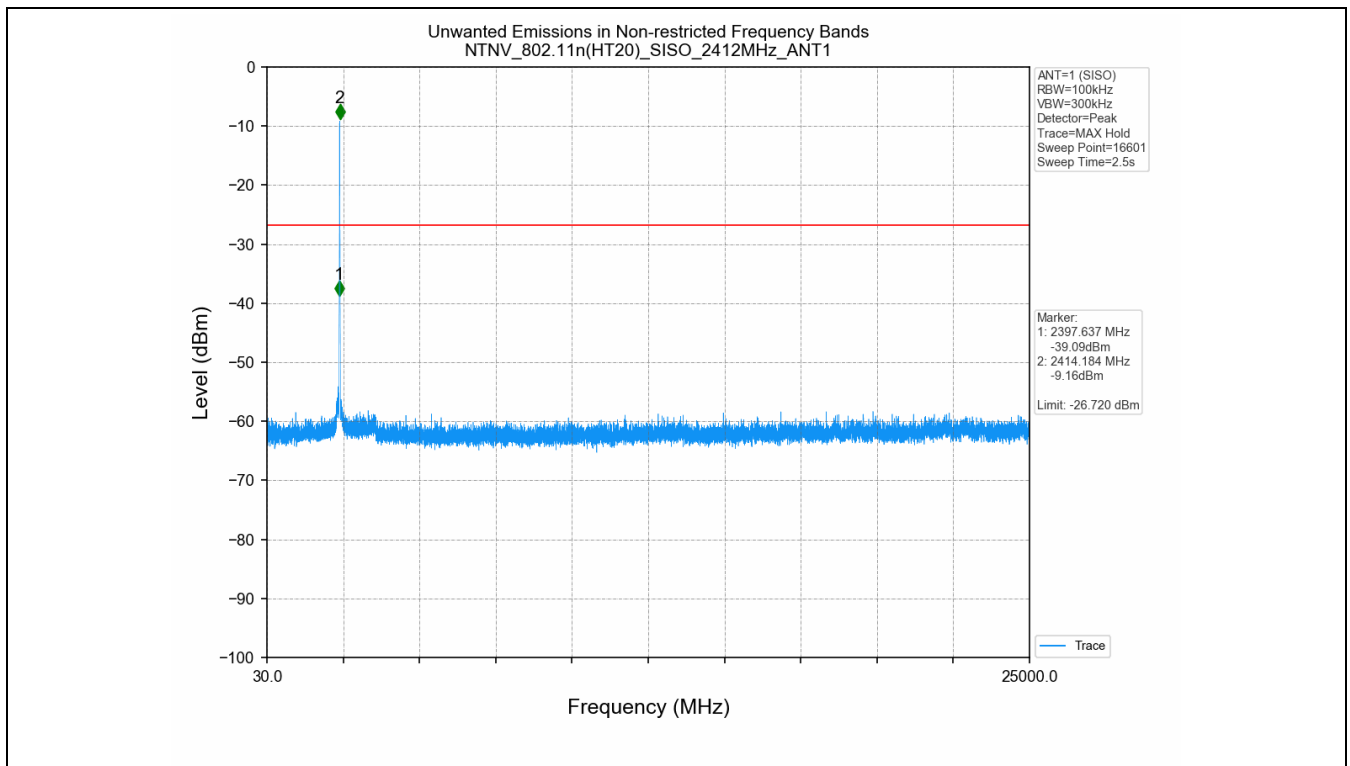 Unwanted Emissions in Non-restricted Frequency Bands
NTNV_802.11n(HT20)_SISO_2412MHz_ANT1
0
−10
−20
−30
−40
−50
−60
−70
−80
−90
−100
Level (dBm)
2
1
30.0
25000.0
Frequency (MHz)
ANT=1 (SISO)
RBW=100kHz
VBW=300kHz
Detector=Peak
Trace=MAX Hold
Sweep Point=16601
Sweep Time=2.5s
Marker:
1: 2397.637 MHz
-39.09dBm
2: 2414.184 MHz
-9.16dBm
Limit: -26.720 dBm
Trace